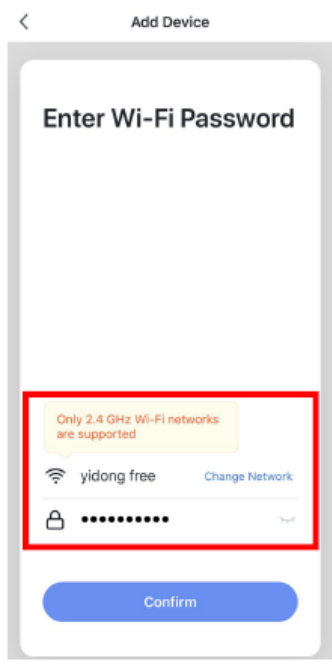 Add Device
Enter Wi-Fi Password
Only 2.4 GHz Wi-Fi networks
are supported
yidong free
Change Network
••••••••••
Confirm